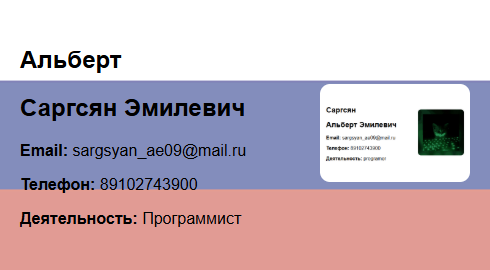 Альберт
Саргсян Эмилевич
Email: sargsyan_ae09@mail.ru
Телефон: 89102743900
Деятельность: Программист
Саргсян
Альберт Эмилевич
Email: sargsyan_ae09@mail.ru
Телефон: 89102743900
Деятельность: programer